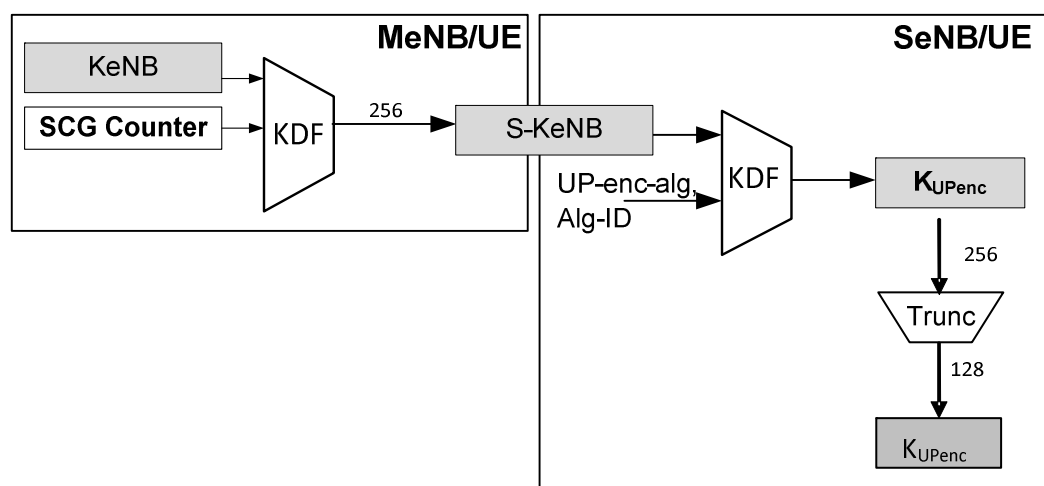 MeNB/UE
KeNB
SCG Counter
KDF
256
S-KeNB
SeNB/UE
UP-enc-alg,
Alg-ID
KDF
KUPenc
256
Trunc
128
KUPenc